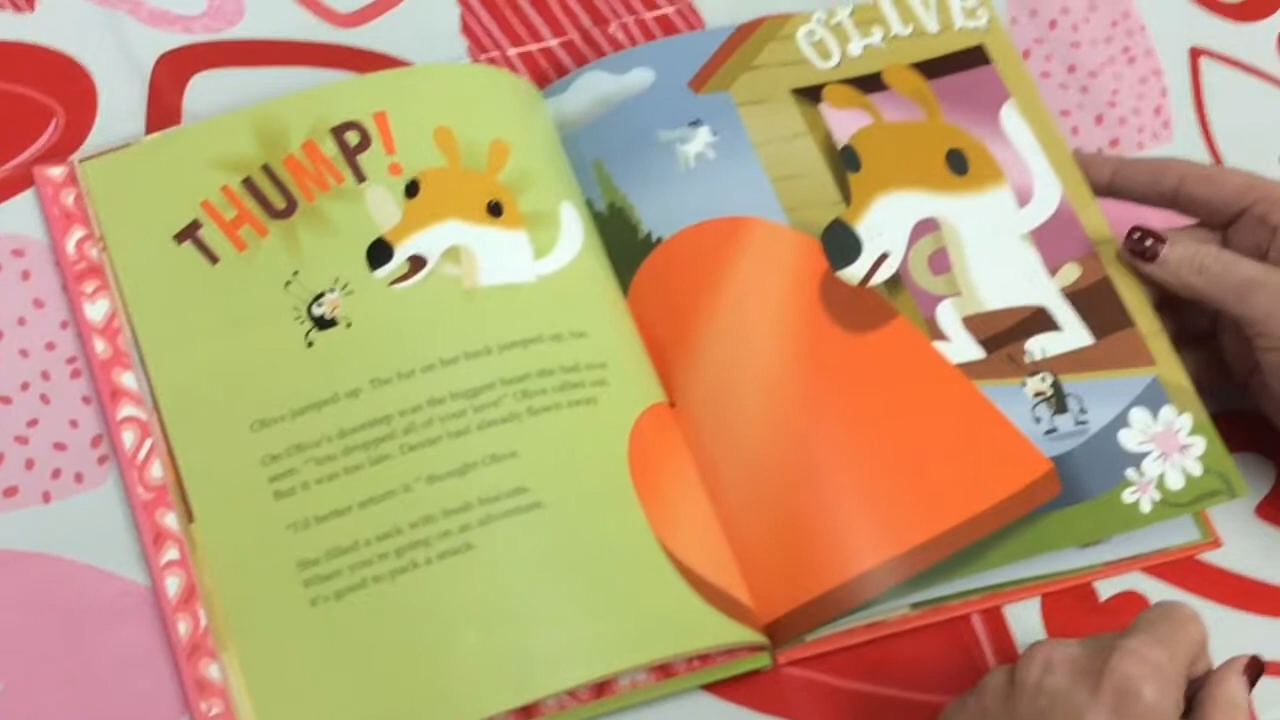 THUMP!
OLIVE
Olive jumped up. The fur on her back jumped up, too.
On Olive's doorstep was the biggest heart she had ever
seen. "You dropped all of your love!" Olive called out.
But it was too late. Dexter had already flown away.
"I'd better return it," thought Olive.
She filled a sack with fresh biscuits.
When you're going on an adventure,
it's good to pack a snack.